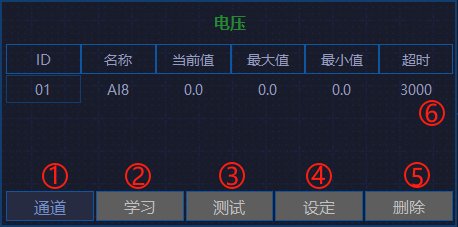 电压
ID 名称 当前值 最大值 最小值 超时
01 AI8 0.0 0.0 0.0 3000
⑥
① ② ③ ④ ⑤
通道 学习 测试 设定 删除